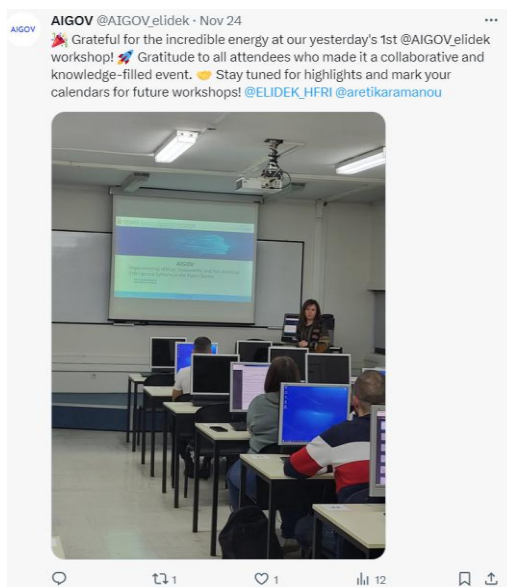 AIGOV
AIGOV @AIGOV_elidek · Nov 24
🎉 Grateful for the incredible energy at our yesterday's 1st @AIGOV_elidek
workshop! 🚀 Gratitude to all attendees who made it a collaborative and
knowledge-filled event. 🤝 Stay tuned for highlights and mark your
calendars for future workshops! @ELIDEK_HFRI @aretikaramanou
AIGOV
1
1
12